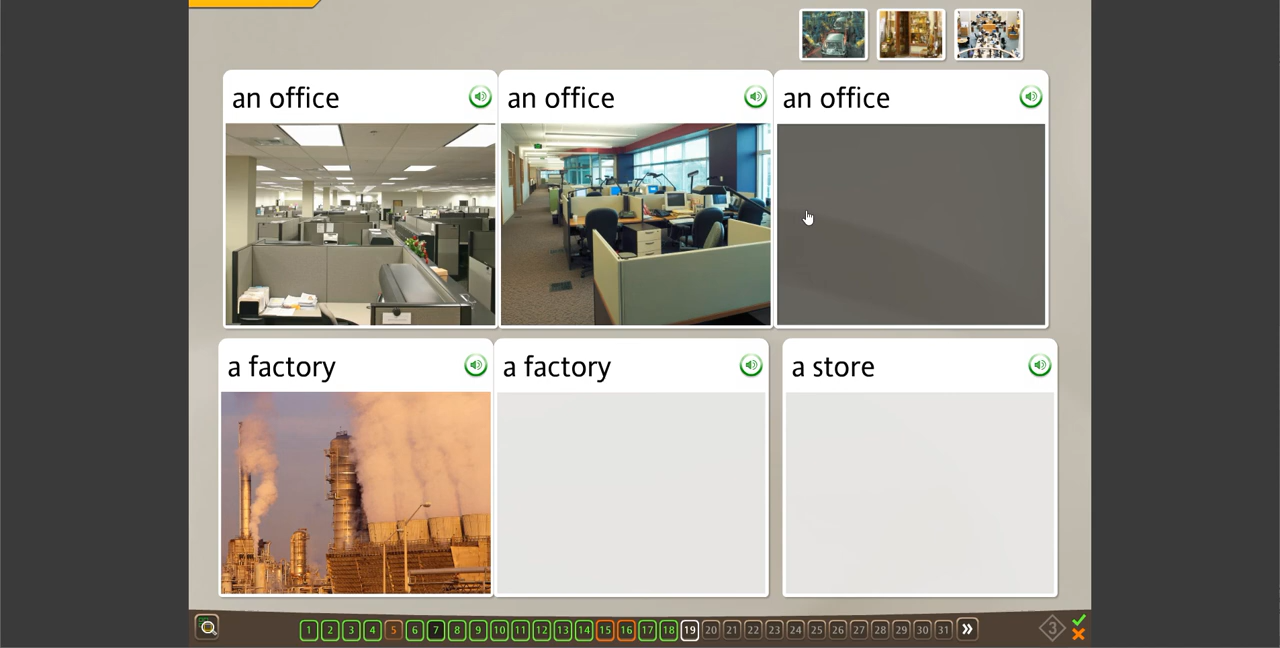 an office
an office
an office
a factory
a factory
a store
1 2 3 4 5 6 7 8 9 10 11 12 13 14 15 16 17 18 19 20 21 22 23 24 25 26 27 28 29 30 31 »
3